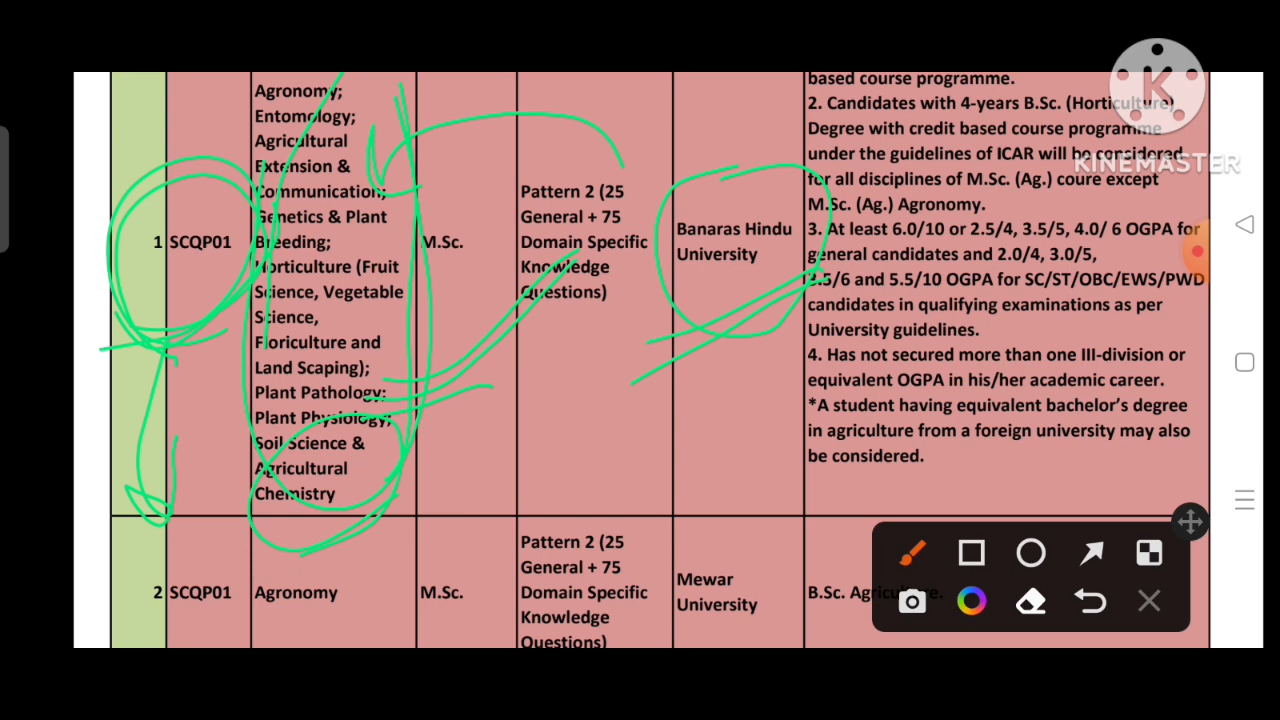 based course programme.
2. Candidates with 4-years B.Sc. (Horticulture)
Degree with credit based course programme
under the guidelines of ICAR will be considered
for all disciplines of M.Sc. (Ag.) coure except
M.Sc. (Ag.) Agronomy.
3. At least 6.0/10 or 2.5/4, 3.5/5, 4.0/ 6 OGPA for
general candidates and 2.0/4, 3.0/5,
3.5/6 and 5.5/10 OGPA for SC/ST/OBC/EWS/PWD
candidates in qualifying examinations as per
University guidelines.
4. Has not secured more than one III-division or
equivalent OGPA in his/her academic career.
*A student having equivalent bachelor's degree
in agriculture from a foreign university may also
be considered.
Agronomy;
Entomology;
Agricultural
Extension &
Communication;
Genetics & Plant
Breeding;
Horticulture (Fruit
Science, Vegetable
Science,
Floriculture and
Land Scaping);
Plant Pathology;
Plant Physiology;
Soil Science &
Agricultural
Chemistry
1 SCQP01
M.Sc.
Pattern 2 (25
General + 75
Domain Specific
Knowledge
Questions)
Banaras Hindu
University
2 SCQP01
Agronomy
M.Sc.
Pattern 2 (25
General + 75
Domain Specific
Knowledge
Questions)
Mewar
University
B.Sc. Agriculture.
K
KINEMASTER